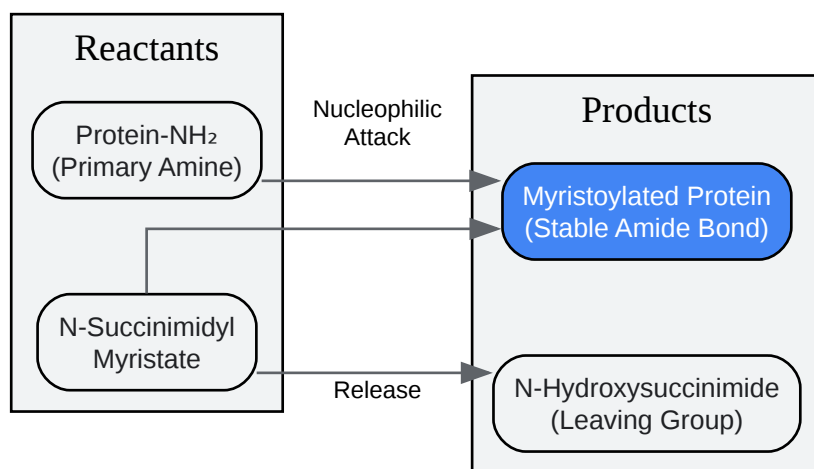 Reactants
Protein-NH₂
(Primary Amine)
N-Succinimidyl
Myristate
Nucleophilic
Attack
Release
Products
Myristoylated Protein
(Stable Amide Bond)
N-Hydroxysuccinimide
(Leaving Group)